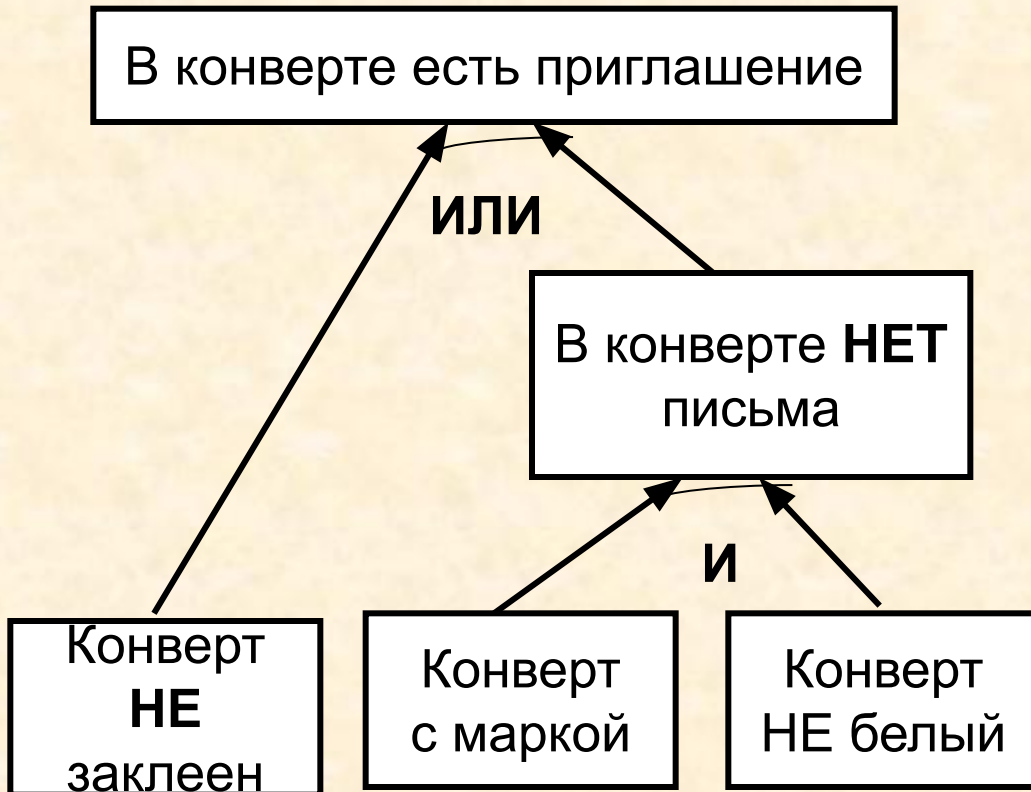 В конверте есть приглашение
ИЛИ
В конверте НЕТ
письма
И
Конверт
НЕ
заклеен
Конверт
с маркой
Конверт
НЕ белый